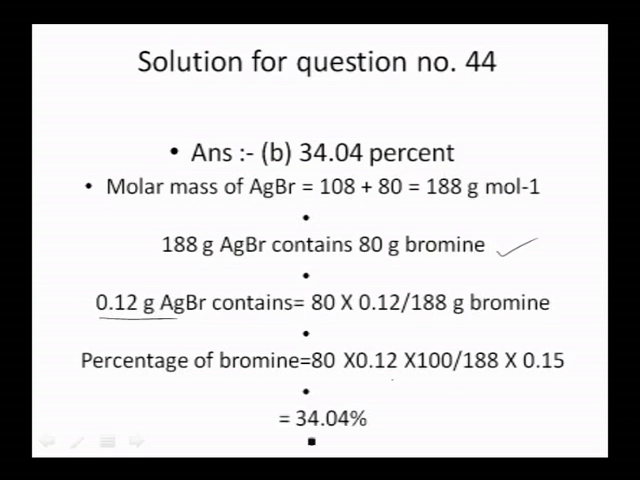 Solution for question no. 44
• Ans :- (b) 34.04 percent
• Molar mass of AgBr = 108 + 80 = 188 g mol-1
•
188 g AgBr contains 80 g bromine
•
0.12 g AgBr contains= 80 X 0.12/188 g bromine
•
Percentage of bromine=80 X0.12 X100/188 X 0.15
•
= 34.04%